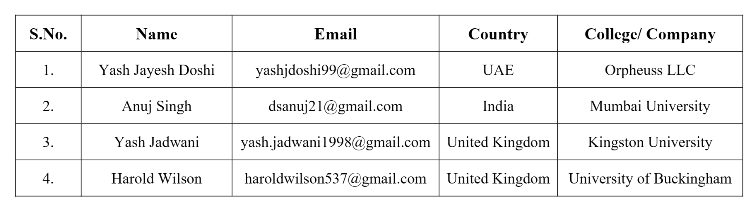 S.No. Name Email Country College/ Company
1. Yash Jayesh Doshi yashjdoshi99@gmail.com UAE Orpheuss LLC
2. Anuj Singh dsanuj21@gmail.com India Mumbai University
3. Yash Jadwani yash.jadwani1998@gmail.com United Kingdom Kingston University
4. Harold Wilson haroldwilson537@gmail.com United Kingdom University of Buckingham